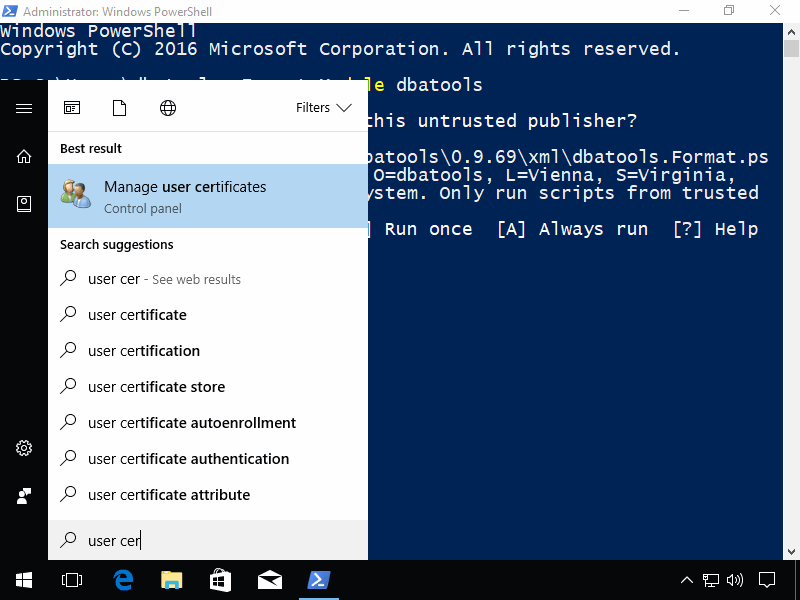 Administrator: Windows PowerShell
Windows PowerShell
Copyright (C) 2016 Microsoft Corporation. All rights reserved.
le dbatools
this untrusted publisher?
batools\0.9.69\xml\dbatools.Format.ps
O=dbatools, L=Vienna, S=Virginia,
ystem. Only run scripts from trusted
] Run once [A] Always run [?] Help
Filters
Best result
Manage user certificates
Control panel
Search suggestions
user cer - See web results
user certificate
user certification
user certificate store
user certificate autoenrollment
user certificate authentication
user certificate attribute
user cer